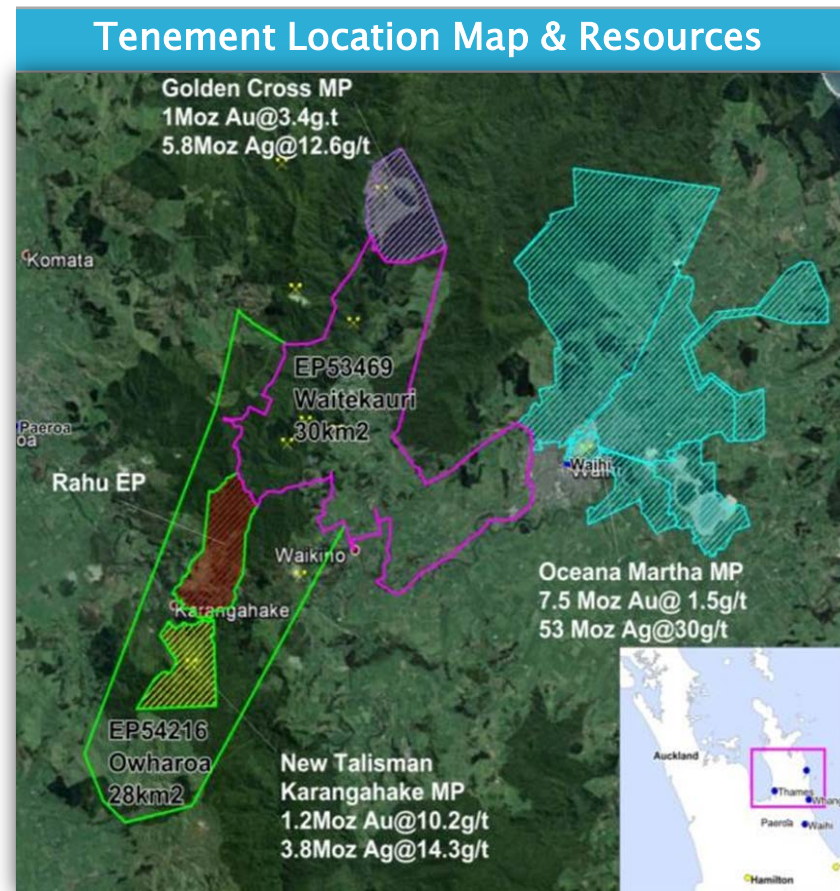 Tenement Location Map & Resources
Golden Cross MP
1Moz Au@3.4g.t
5.8Moz Ag@12.6g/t
Komata
EP53469
Waitekauri
30km2
Paeroa
oa
Rahu EP
Waihi
Waikino
Karangahake
Oceana Martha MP
7.5 Moz Au@ 1.5g/t
53 Moz Ag@30g/t
EP54216
Owharoa
28km2
New Talisman
Karangahake MP
1.2Moz Au@10.2g/t
3.8Moz Ag@14.3g/t
Auckland
Thames
Whang
Paeroa
Waihi
Hamilton